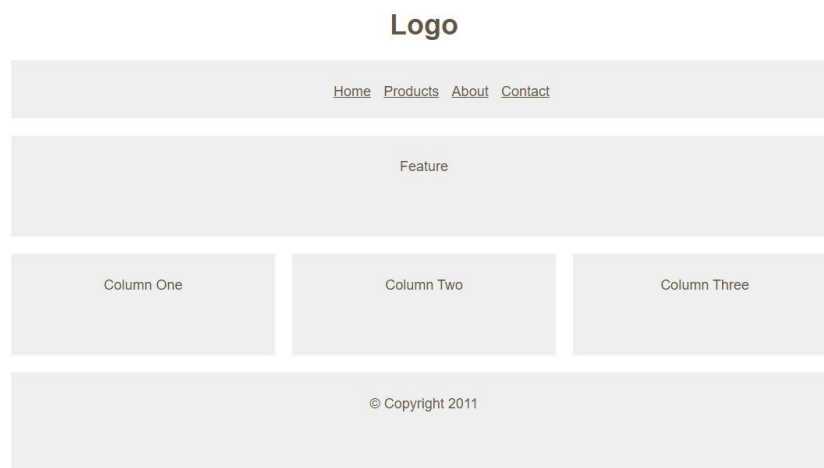 Logo
Home Products About Contact
Feature
Column One Column Two Column Three
© Copyright 2011